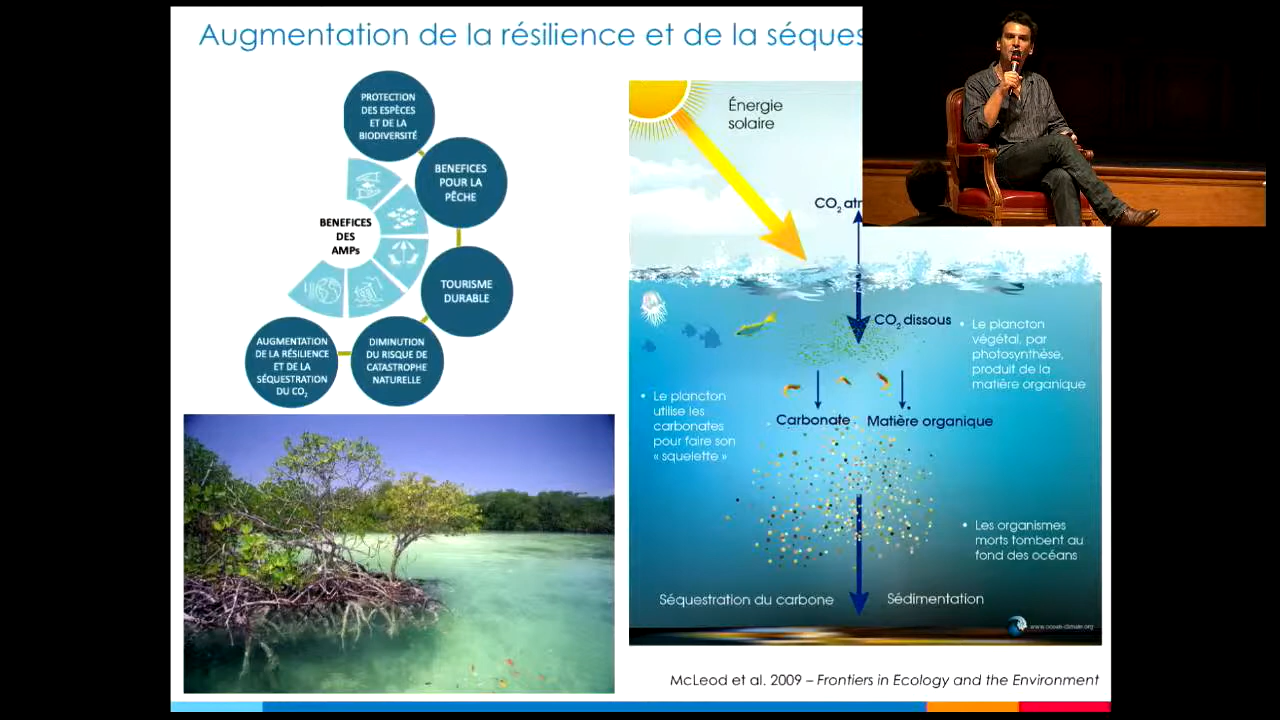 Augmentation de la résilience et de la séques
PROTECTION
DES ESPÈCES
ET DE LA
BIODIVERSITÉ
BENEFICES
POUR LA
PÊCHE
BENEFICES
DES
AMPs
TOURISME
DURABLE
AUGMENTATION
DE LA RÉSILIENCE
ET DE LA
SÉQUESTRATION
DU CO₂
DIMINUTION
DU RISQUE DE
CATASTROPHE
NATURELLE
Énergie
solaire
CO₂ atm
CO₂ dissous
• Le plancton
végétal, par
photosynthèse,
produit de la
matière organique
• Le plancton
utilise les
carbonates
pour faire son
« squelette »
Carbonate
Matière organique
• Les organismes
morts tombent au
fond des océans
Séquestration du carbone
Sédimentation
www.ocean-climate.org
McLeod et al. 2009 – Frontiers in Ecology and the Environment